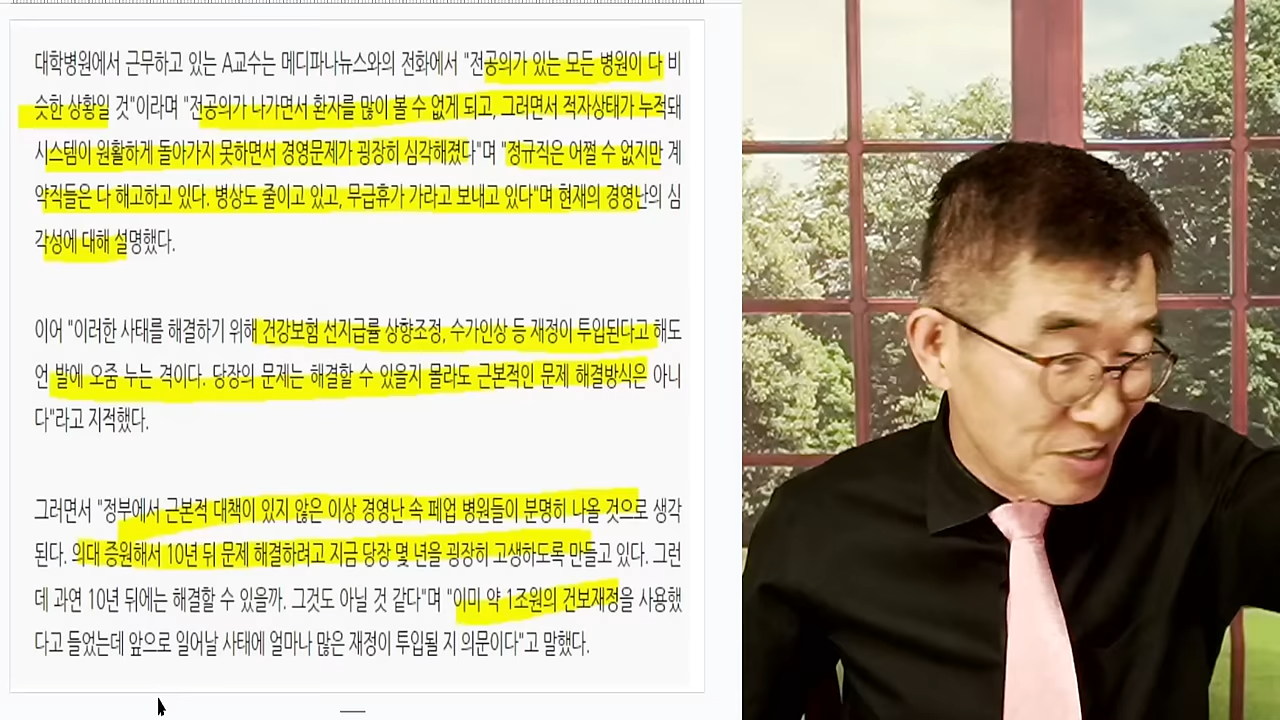 대학병원에서 근무하고 있는 A교수는 메디파나뉴스와의 전화에서 "전공의가 있는 모든 병원이 다 비
슷한 상황일 것"이라며 "전공의가 나가면서 환자를 많이 볼 수 없게 되고, 그러면서 적자상태가 누적돼
시스템이 원활하게 돌아가지 못하면서 경영문제가 굉장히 심각해졌다"며 "정규직은 어쩔 수 없지만 계
약직들은 다 해고하고 있다. 병상도 줄이고 있고, 무급휴가 가라고 보내고 있다"며 현재의 경영난의 심
각성에 대해 설명했다.
이어 "이러한 사태를 해결하기 위해 건강보험 선지급률 상향조정, 수가인상 등 재정이 투입된다고 해도
언 발에 오줌 누는 격이다. 당장의 문제는 해결할 수 있을지 몰라도 근본적인 문제 해결방식은 아니
다"라고 지적했다.
그러면서 "정부에서 근본적 대책이 있지 않은 이상 경영난 속 폐업 병원들이 분명히 나올 것으로 생각
된다. 의대 증원해서 10년 뒤 문제 해결하려고 지금 당장 몇 년을 굉장히 고생하도록 만들고 있다. 그런
데 과연 10년 뒤에는 해결할 수 있을까. 그것도 아닐 것 같다"며 "이미 약 1조원의 건보재정을 사용했
다고 들었는데 앞으로 일어날 사태에 얼마나 많은 재정이 투입될 지 의문이다"고 말했다.